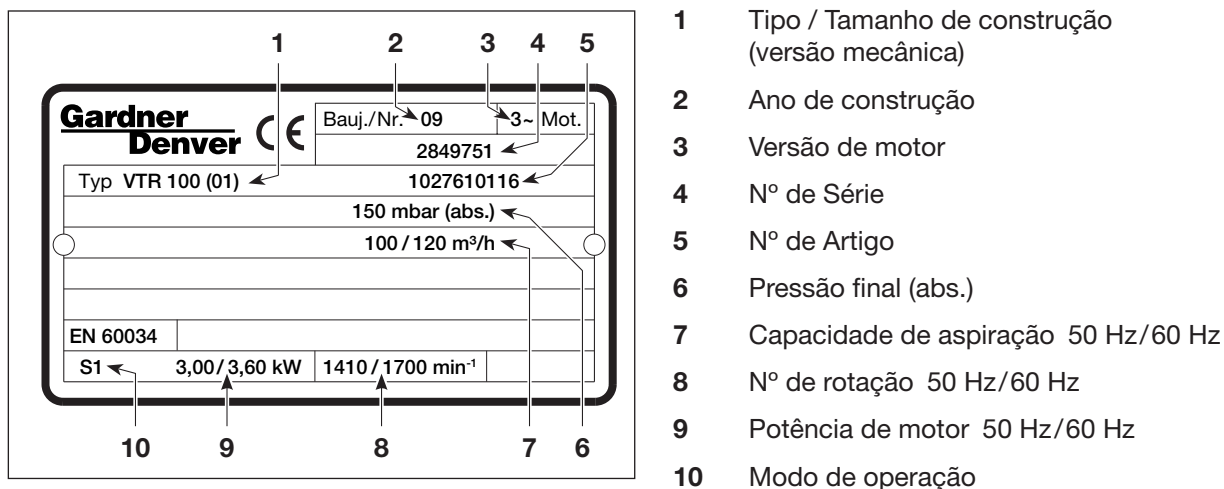 1 2 3 4 5
Gardner
Denver
CE
Bauj./Nr. 09
3~ Mot.
2849751
Typ VTR 100 (01) 1027610116
150 mbar (abs.)
100 / 120 m³/h
EN 60034
S1 3,00 / 3,60 kW 1410 / 1700 min⁻¹
10 9 8 7 6
1 Tipo / Tamanho de construção
(versão mecânica)
2 Ano de construção
3 Versão de motor
4 Nº de Série
5 Nº de Artigo
6 Pressão final (abs.)
7 Capacidade de aspiração 50 Hz/60 Hz
8 Nº de rotação 50 Hz/60 Hz
9 Potência de motor 50 Hz/60 Hz
10 Modo de operação